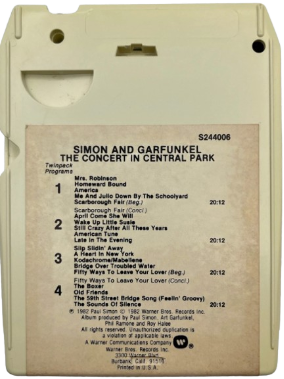 S244006
SIMON AND GARFUNKEL
THE CONCERT IN CENTRAL PARK
Twinpack
Programs
1
Mrs. Robinson
Homeward Bound
America
Me And Julio Down By The Schoolyard
Scarborough Fair (Beg.) 20:12
2
Scarborough Fair (Concl.)
April Come She Will
Wake Up Little Susie
Still Crazy After All These Years
American Tune
Late In The Evening 20:12
3
Slip Slidin' Away
A Heart In New York
Kodachrome/Mabellene
Bridge Over Troubled Water
Fifty Ways To Leave Your Lover (Beg.) 20:12
4
Fifty Ways To Leave Your Lover (Concl.)
The Boxer
Old Friends
The 59th Street Bridge Song (Feelin' Groovy)
The Sounds Of Silence 20:12
℗ 1982 Paul Simon © 1982 Warner Bros. Records Inc.
Album produced by Paul Simon, Art Garfunkel,
Phil Ramone and Roy Halee
All rights reserved. Unauthorized duplication is
a violation of applicable laws
A Warner Communications Company
Warner Bros. Records Inc.
3300 Warner Blvd.
Burbank, Calif. 91510
Printed in U.S.A.